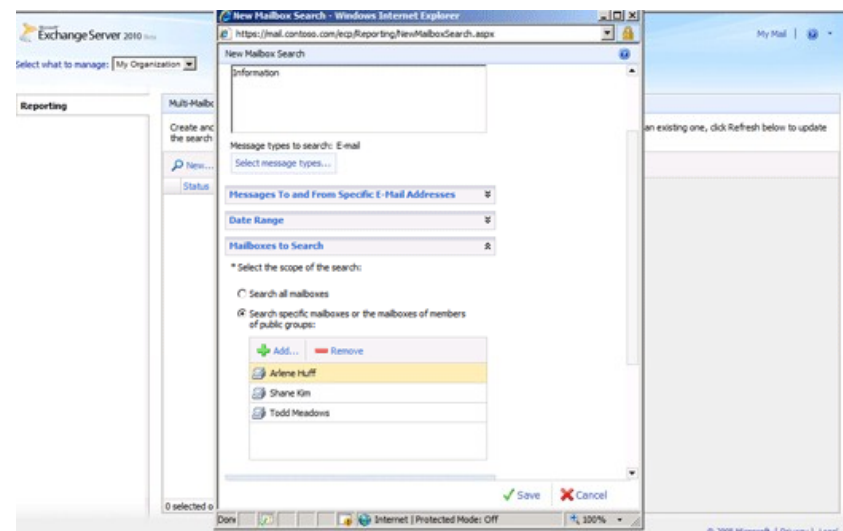 New Mailbox Search - Windows Internet Explorer
https://mail.contoso.com/ecp/Reporting/NewMailboxSearch.aspx
Exchange Server 2010
My Mail
Select what to manage: My Organization
New Mailbox Search
Information
Reporting
Multi-Mailbo
Create and
the search
an existing one, click Refresh below to update
New...
Status
Message types to search: E-mail
Select message types...
Messages To and From Specific E-Mail Addresses
Date Range
Mailboxes to Search
* Select the scope of the search:
Search all mailboxes
Search specific mailboxes or the mailboxes of members
of public groups:
Add... Remove
Arlene Huff
Shane Kim
Todd Meadows
Save Cancel
0 selected o
Done Internet | Protected Mode: Off 100%